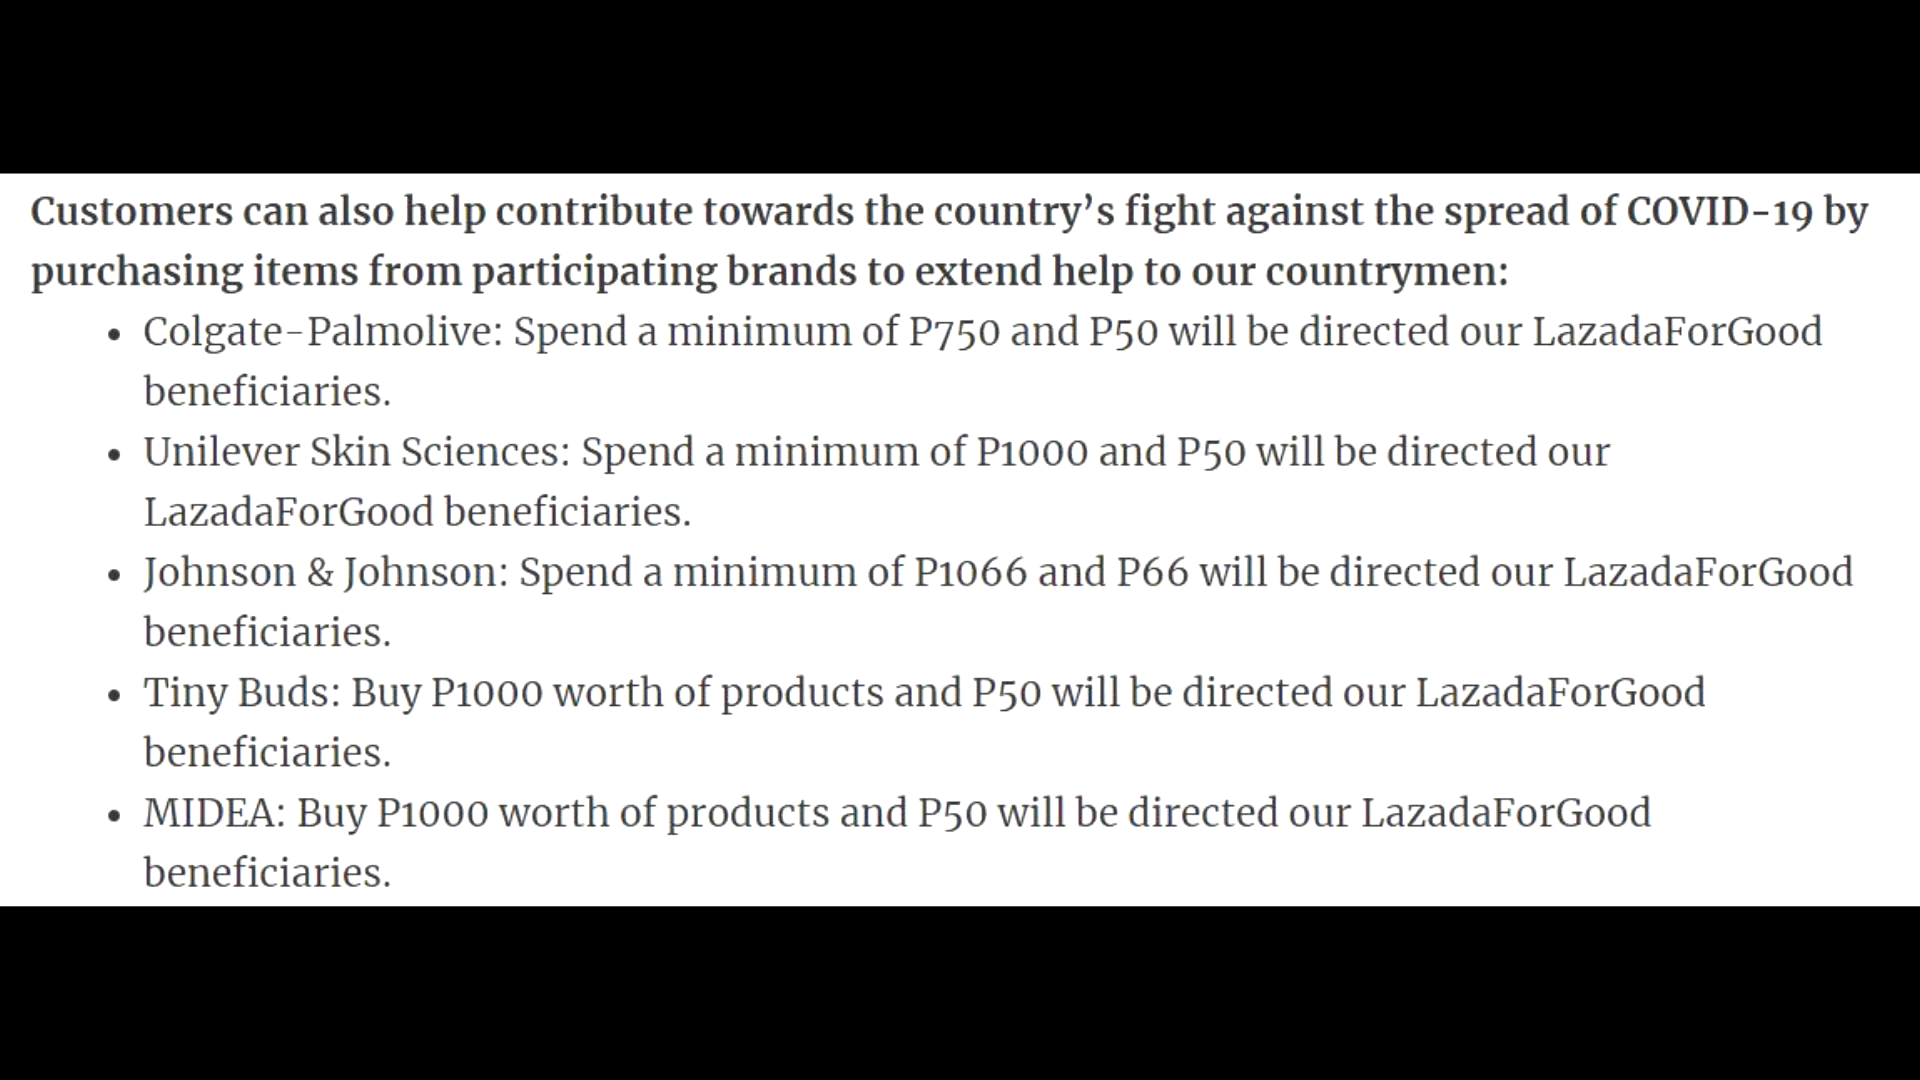 Customers can also help contribute towards the country’s fight against the spread of COVID-19 by
purchasing items from participating brands to extend help to our countrymen:
• Colgate-Palmolive: Spend a minimum of P750 and P50 will be directed our LazadaForGood
beneficiaries.
• Unilever Skin Sciences: Spend a minimum of P1000 and P50 will be directed our
LazadaForGood beneficiaries.
• Johnson & Johnson: Spend a minimum of P1066 and P66 will be directed our LazadaForGood
beneficiaries.
• Tiny Buds: Buy P1000 worth of products and P50 will be directed our LazadaForGood
beneficiaries.
• MIDEA: Buy P1000 worth of products and P50 will be directed our LazadaForGood
beneficiaries.